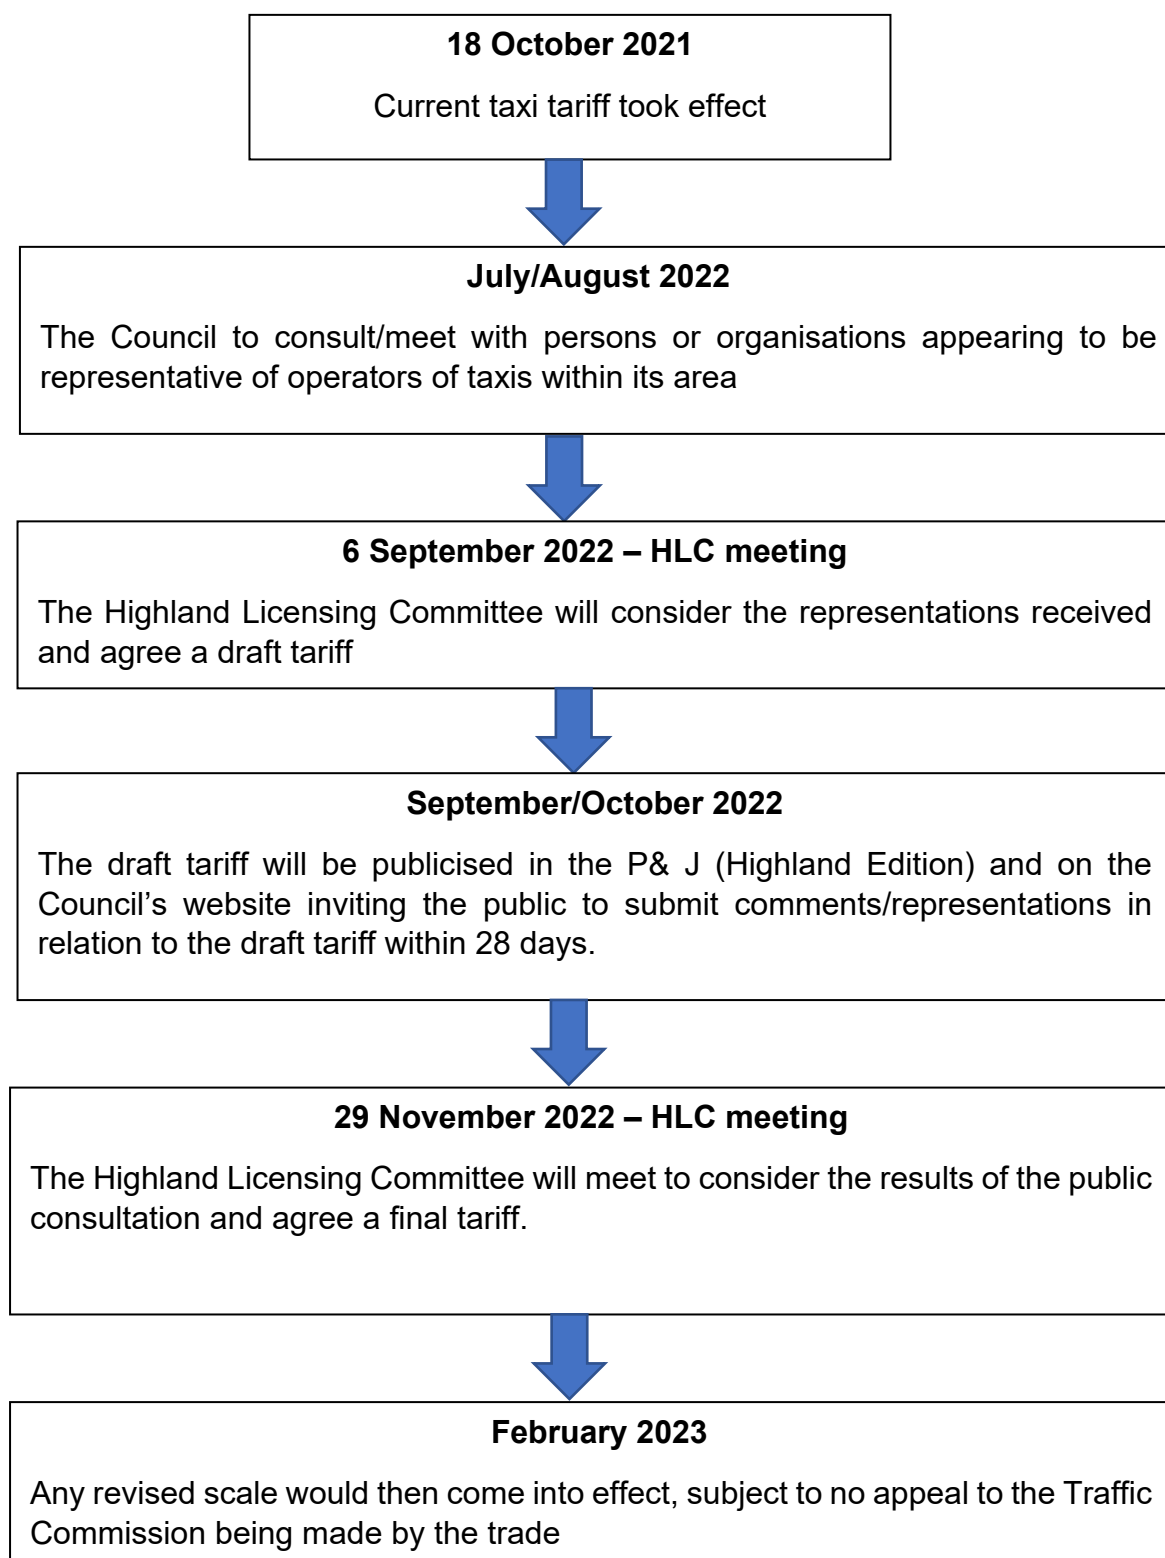 18 October 2021
Current taxi tariff took effect
July/August 2022
The Council to consult/meet with persons or organisations appearing to be
representative of operators of taxis within its area
6 September 2022 – HLC meeting
The Highland Licensing Committee will consider the representations received
and agree a draft tariff
September/October 2022
The draft tariff will be publicised in the P& J (Highland Edition) and on the
Council’s website inviting the public to submit comments/representations in
relation to the draft tariff within 28 days.
29 November 2022 – HLC meeting
The Highland Licensing Committee will meet to consider the results of the public
consultation and agree a final tariff.
February 2023
Any revised scale would then come into effect, subject to no appeal to the Traffic
Commission being made by the trade